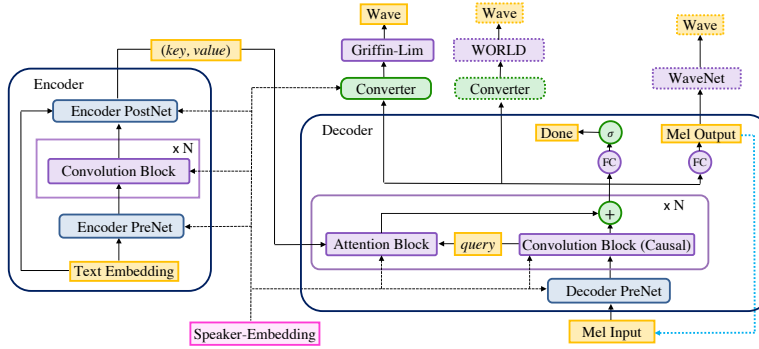 Wave
Wave
Wave
(key, value)
Griffin-Lim
WORLD
WaveNet
Encoder
Converter
Converter
Encoder PostNet
Decoder
Done
σ
Mel Output
x N
FC
FC
Convolution Block
x N
+
Encoder PreNet
Attention Block
query
Convolution Block (Causal)
Text Embedding
Decoder PreNet
Speaker-Embedding
Mel Input